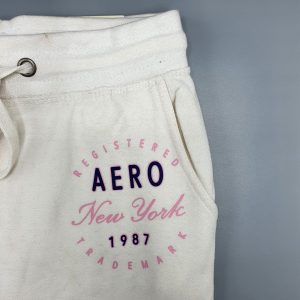 REGISTERED
AERO
New York
1987
TRADEMARK